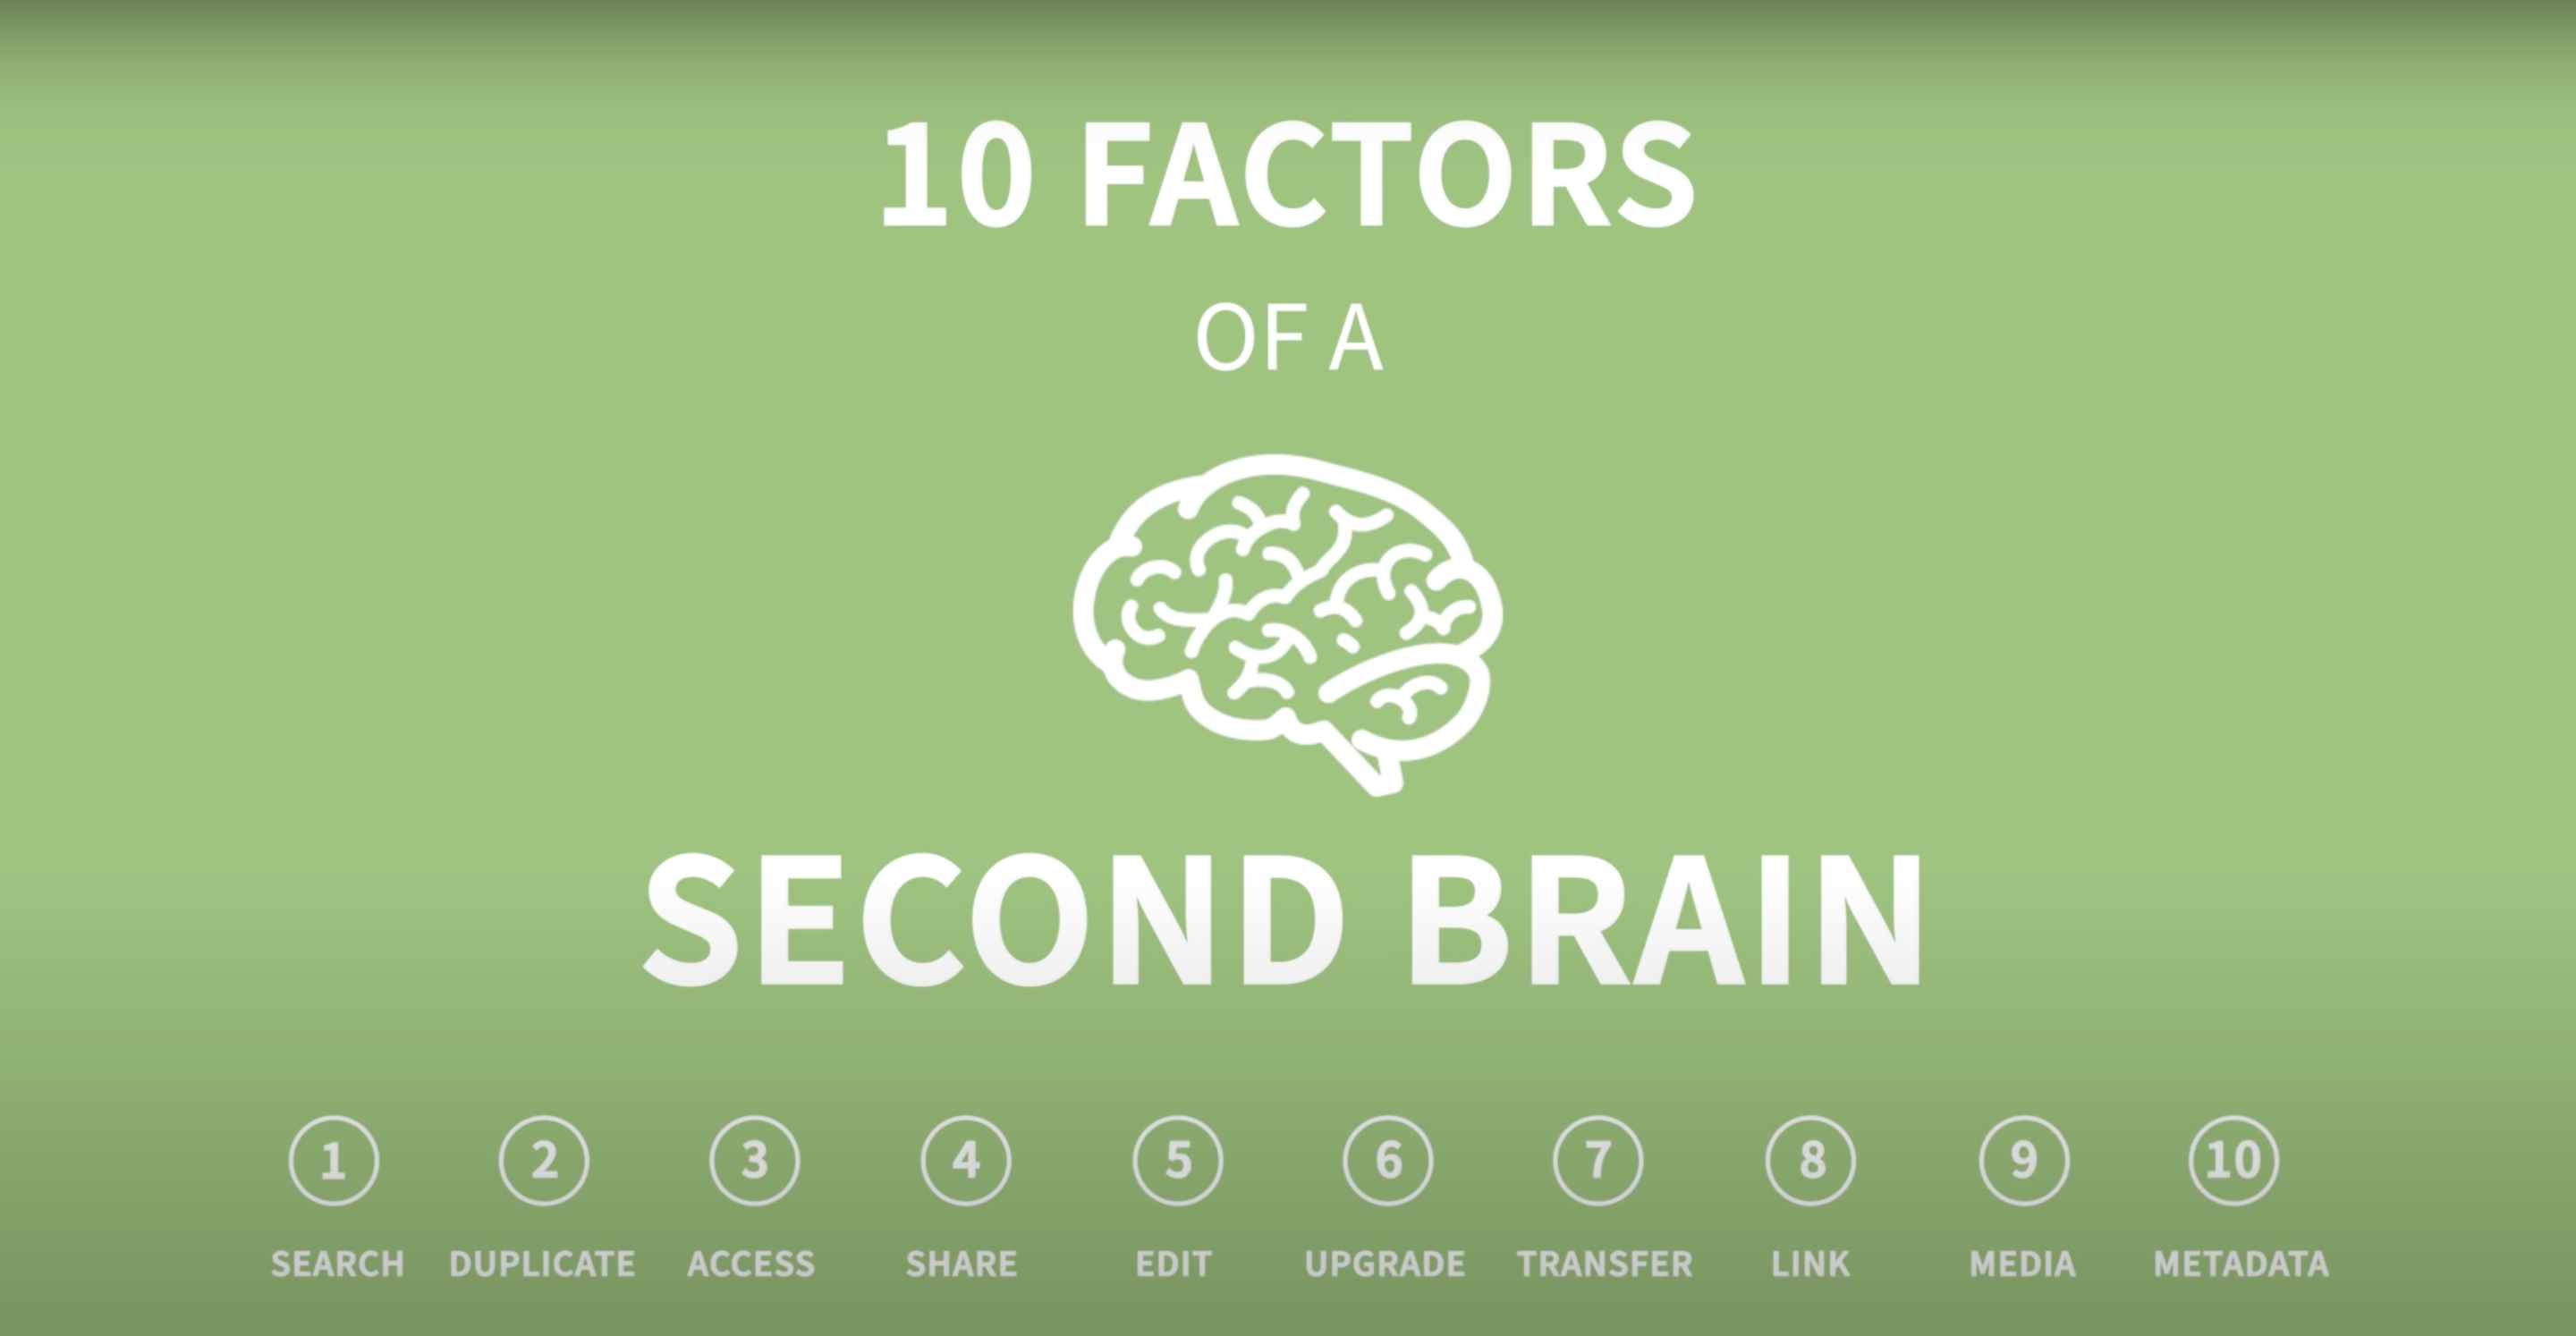 10 FACTORS
OF A
SECOND BRAIN
1 2 3 4 5 6 7 8 9 10
SEARCH DUPLICATE ACCESS SHARE EDIT UPGRADE TRANSFER LINK MEDIA METADATA